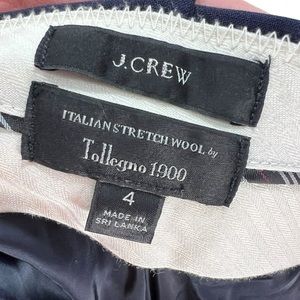 J.CREW
ITALIAN STRETCH WOOL by
Tollegno 1900
4
MADE IN
SRI LANKA